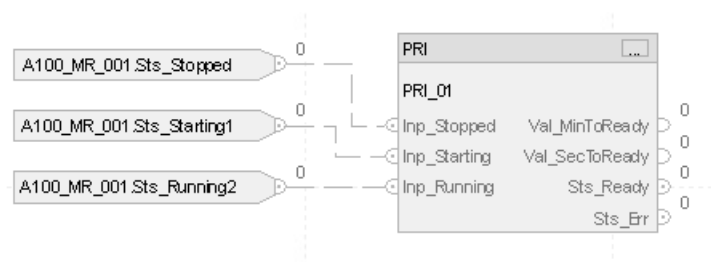 PRI ...
A100_MR_001.Sts_Stopped 0
PRI_01
A100_MR_001.Sts_Starting1 0
Inp_Stopped Val_MinToReady 0
Inp_Starting Val_SecToReady 0
A100_MR_001.Sts_Running2 0
Inp_Running Sts_Ready 0
Sts_Err 0